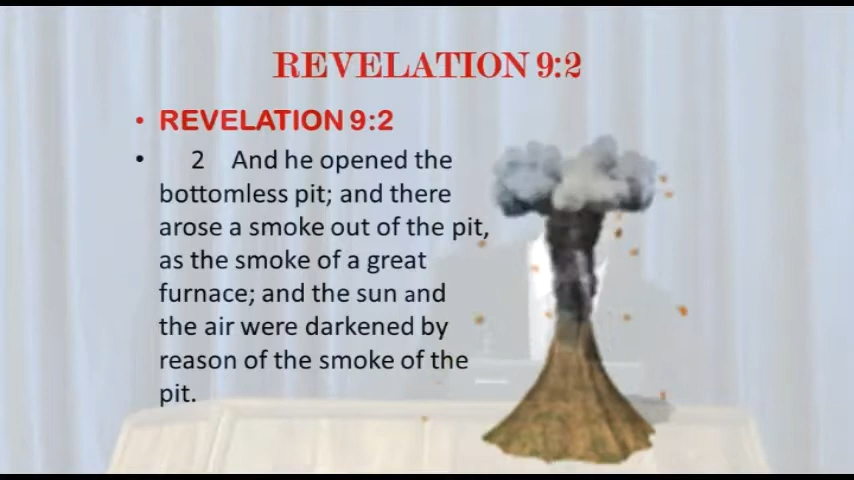 REVELATION 9:2
• REVELATION 9:2
• 2 And he opened the
bottomless pit; and there
arose a smoke out of the pit,
as the smoke of a great
furnace; and the sun and
the air were darkened by
reason of the smoke of the
pit.